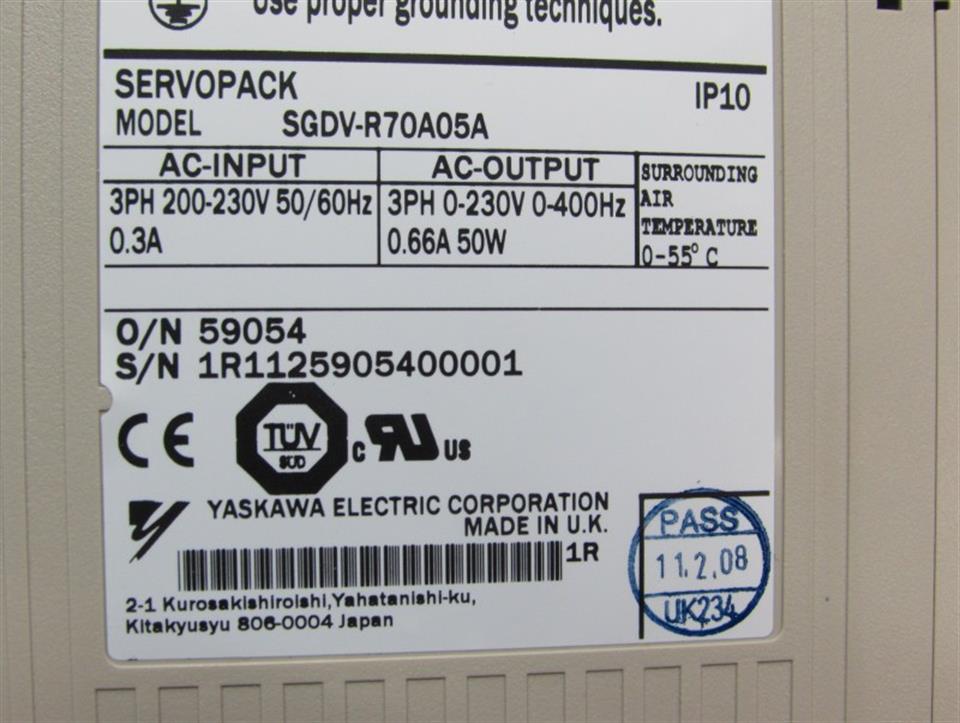 Use proper grounding techniques.
SERVOPACK
IP10
MODEL SGDV-R70A05A
AC-INPUT
3PH 200-230V 50/60Hz
0.3A
AC-OUTPUT
3PH 0-230V 0-400Hz
0.66A 50W
SURROUNDING
AIR
TEMPERATURE
0-55° C
O/N 59054
S/N 1R1125905400001
CE
TÜV
SÜD
c RU US
YASKAWA ELECTRIC CORPORATION
MADE IN U.K.
1R
2-1 Kurosakishiroishi,Yahatanishi-ku,
Kitakyusyu 806-0004 Japan
PASS
11.2.08
UK234